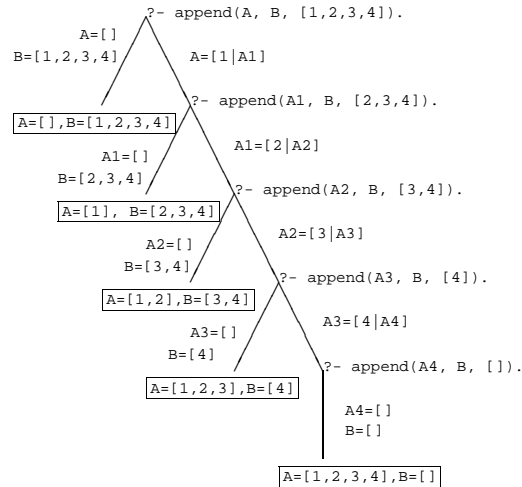 ?- append(A, B, [1,2,3,4]).
A=[]
B=[1,2,3,4]
A=[1|A1]
?- append(A1, B, [2,3,4]).
A=[],B=[1,2,3,4]
A1=[]
B=[2,3,4]
A1=[2|A2]
?- append(A2, B, [3,4]).
A=[1], B=[2,3,4]
A2=[]
B=[3,4]
A2=[3|A3]
?- append(A3, B, [4]).
A=[1,2],B=[3,4]
A3=[]
B=[4]
A3=[4|A4]
?- append(A4, B, []).
A=[1,2,3],B=[4]
A4=[]
B=[]
A=[1,2,3,4],B=[]